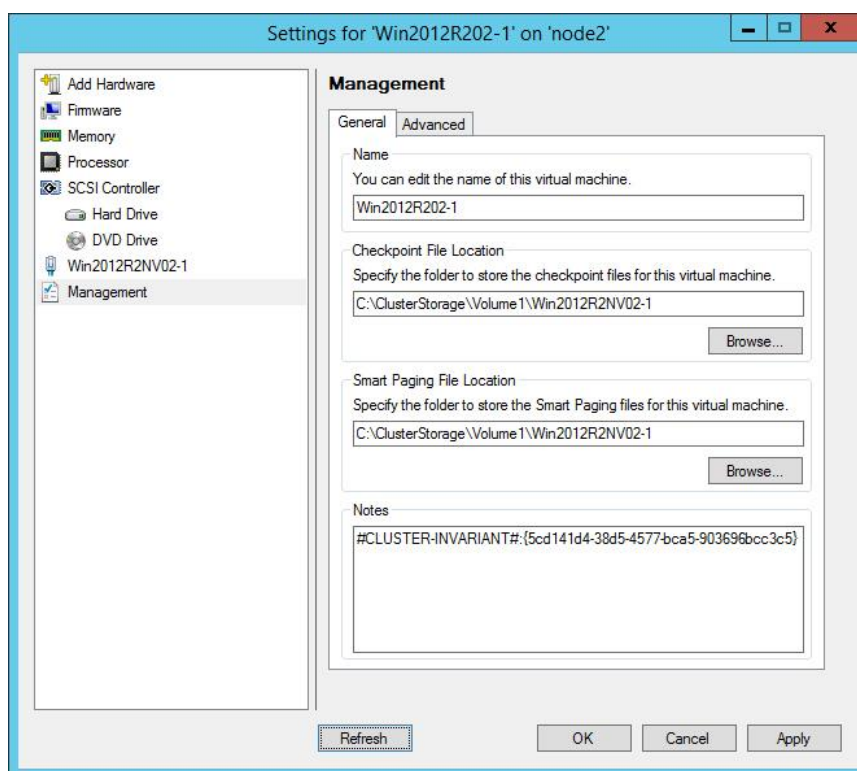 Settings for 'Win2012R202-1' on 'node2'
Add Hardware
Firmware
Memory
Processor
SCSI Controller
Hard Drive
DVD Drive
Win2012R2NV02-1
Management
Management
General
Advanced
Name
You can edit the name of this virtual machine.
Win2012R202-1
Checkpoint File Location
Specify the folder to store the checkpoint files for this virtual machine.
C:\ClusterStorage\Volume1\Win2012R2NV02-1
Browse...
Smart Paging File Location
Specify the folder to store the Smart Paging files for this virtual machine.
C:\ClusterStorage\Volume1\Win2012R2NV02-1
Browse...
Notes
#CLUSTER-INVARIANT#:{5cd141d4-38d5-4577-bca5-903696bcc3c5}
Refresh
OK
Cancel
Apply